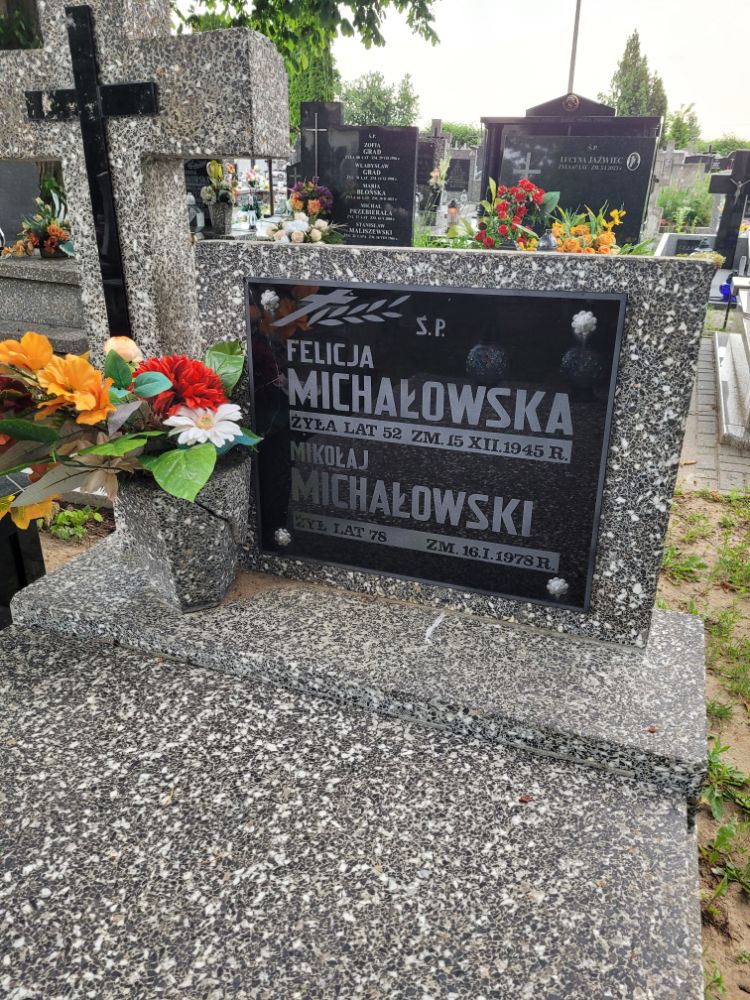 Ś.P.
FELICJA
MICHAŁOWSKA
ŻYŁA LAT 52 ZM. 15 XII. 1945 R.
MIKOŁAJ
MICHAŁOWSKI
ŻYŁ LAT 78 ZM. 16.I.1978 R.
Ś.P.
ZOFIA
GRAD
WŁADYSŁAW
GRAD
MARIA
BŁOŃSKA
MICHAŁ
PRZEBIERAŁA
STANISŁAW
MALISZEWSKI
Ś.P.
LUCYNA JAŹWIEC